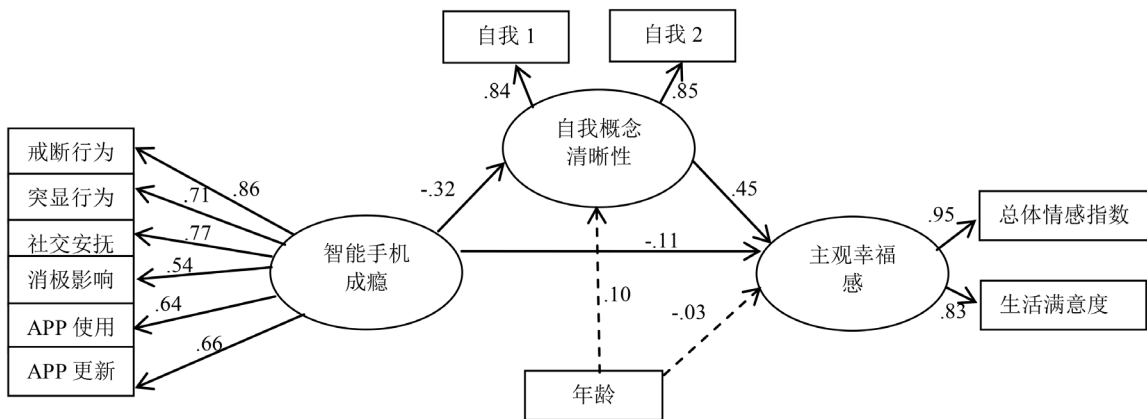 自我 1
自我 2
.84
.85
自我概念
清晰性
戒断行为
突显行为
社交安抚
消极影响
APP 使用
APP 更新
.86
.71
.77
.54
.64
.66
智能手机
成瘾
-.32
.45
-.11
.10
-.03
主观幸福
感
.95
.83
总体情感指数
生活满意度
年龄